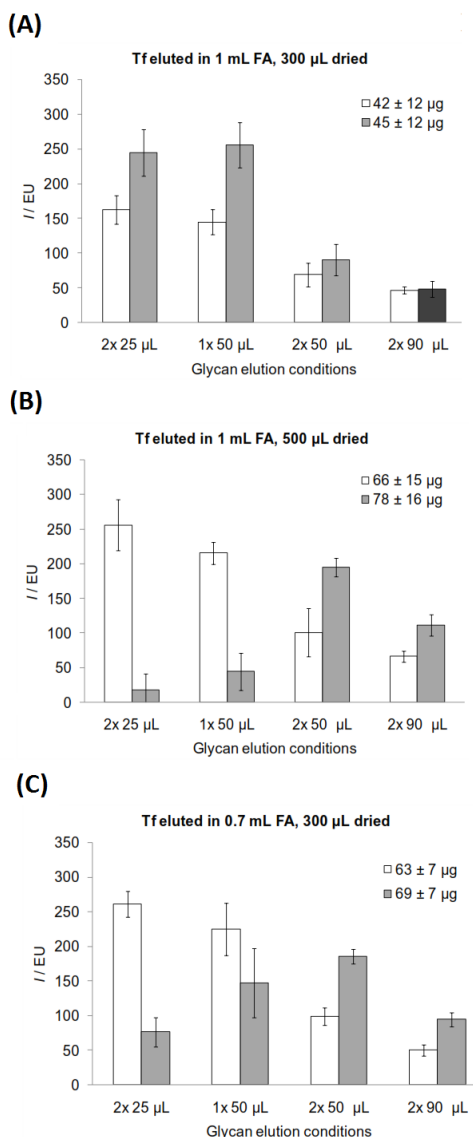 (A)
Tf eluted in 1 mL FA, 300 µL dried
350
300
250
200
150
100
50
0
I / EU
42 ± 12 µg
45 ± 12 µg
2x 25 µL 1x 50 µL 2x 50 µL 2x 90 µL
Glycan elution conditions
(B)
Tf eluted in 1 mL FA, 500 µL dried
350
300
250
200
150
100
50
0
I / EU
66 ± 15 µg
78 ± 16 µg
2x 25 µL 1x 50 µL 2x 50 µL 2x 90 µL
Glycan elution conditions
(C)
Tf eluted in 0.7 mL FA, 300 µL dried
350
300
250
200
150
100
50
0
I / EU
63 ± 7 µg
69 ± 7 µg
2x 25 µL 1x 50 µL 2x 50 µL 2x 90 µL
Glycan elution conditions